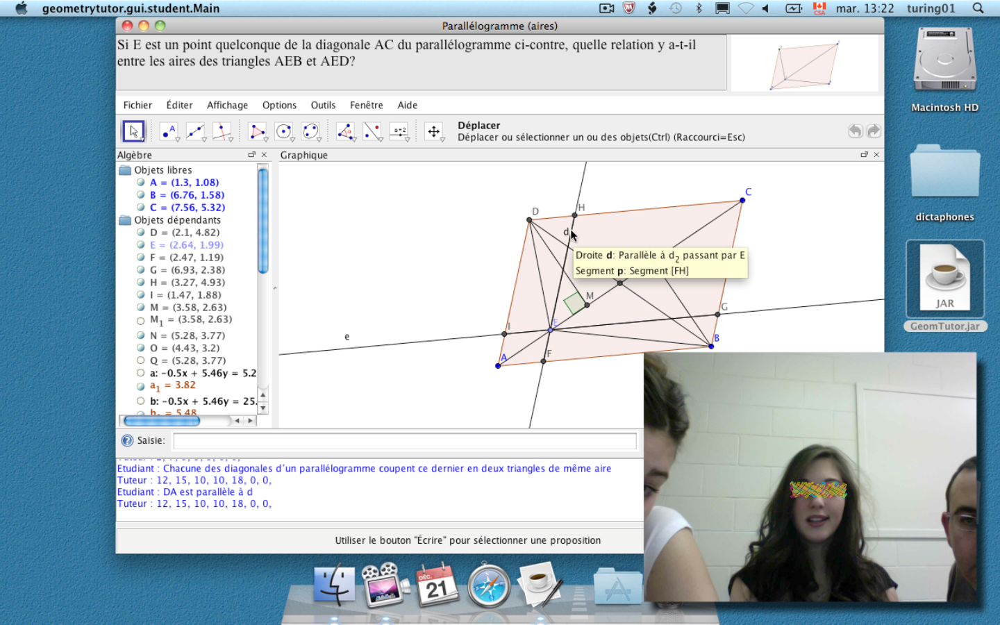 geometrytutor.gui.student.Main
CSA
mar. 13:22 turing01
Parallélogramme (aires)
Si E est un point quelconque de la diagonale AC du parallélogramme ci-contre, quelle relation y a-t-il
entre les aires des triangles AEB et AED?
Fichier Éditer Affichage Options Outils Fenêtre Aide
A
a=2
Déplacer
Déplacer ou sélectionner un ou des objets(Ctrl) (Raccourci=Esc)
Algèbre
Graphique
Objets libres
A = (1.3, 1.08)
B = (6.76, 1.58)
C = (7.56, 5.32)
Objets dépendants
D = (2.1, 4.82)
E = (2.64, 1.99)
F = (2.47, 1.19)
G = (6.93, 2.38)
H = (3.27, 4.93)
I = (1.47, 1.88)
M = (3.58, 2.63)
M1 = (3.58, 2.63)
N = (5.28, 3.77)
O = (4.43, 3.2)
Q = (5.28, 3.77)
a: -0.5x + 5.46y = 5.2
a1 = 3.82
b: -0.5x + 5.46y = 25.
C
D
H
d
Droite d: Parallèle à d2 passant par E
Segment p: Segment [FH]
M
G
I
E
e
B
A
F
Saisie:
Etudiant : Chacune des diagonales d'un parallélogramme coupent ce dernier en deux triangles de même aire
Tuteur : 12, 15, 10, 10, 18, 0, 0,
Etudiant : DA est parallèle à d
Tuteur : 12, 15, 10, 10, 18, 0, 0,
Utiliser le bouton "Écrire" pour sélectionner une proposition
Macintosh HD
dictaphones
JAR
GeomTutor.jar
DÉC.
21